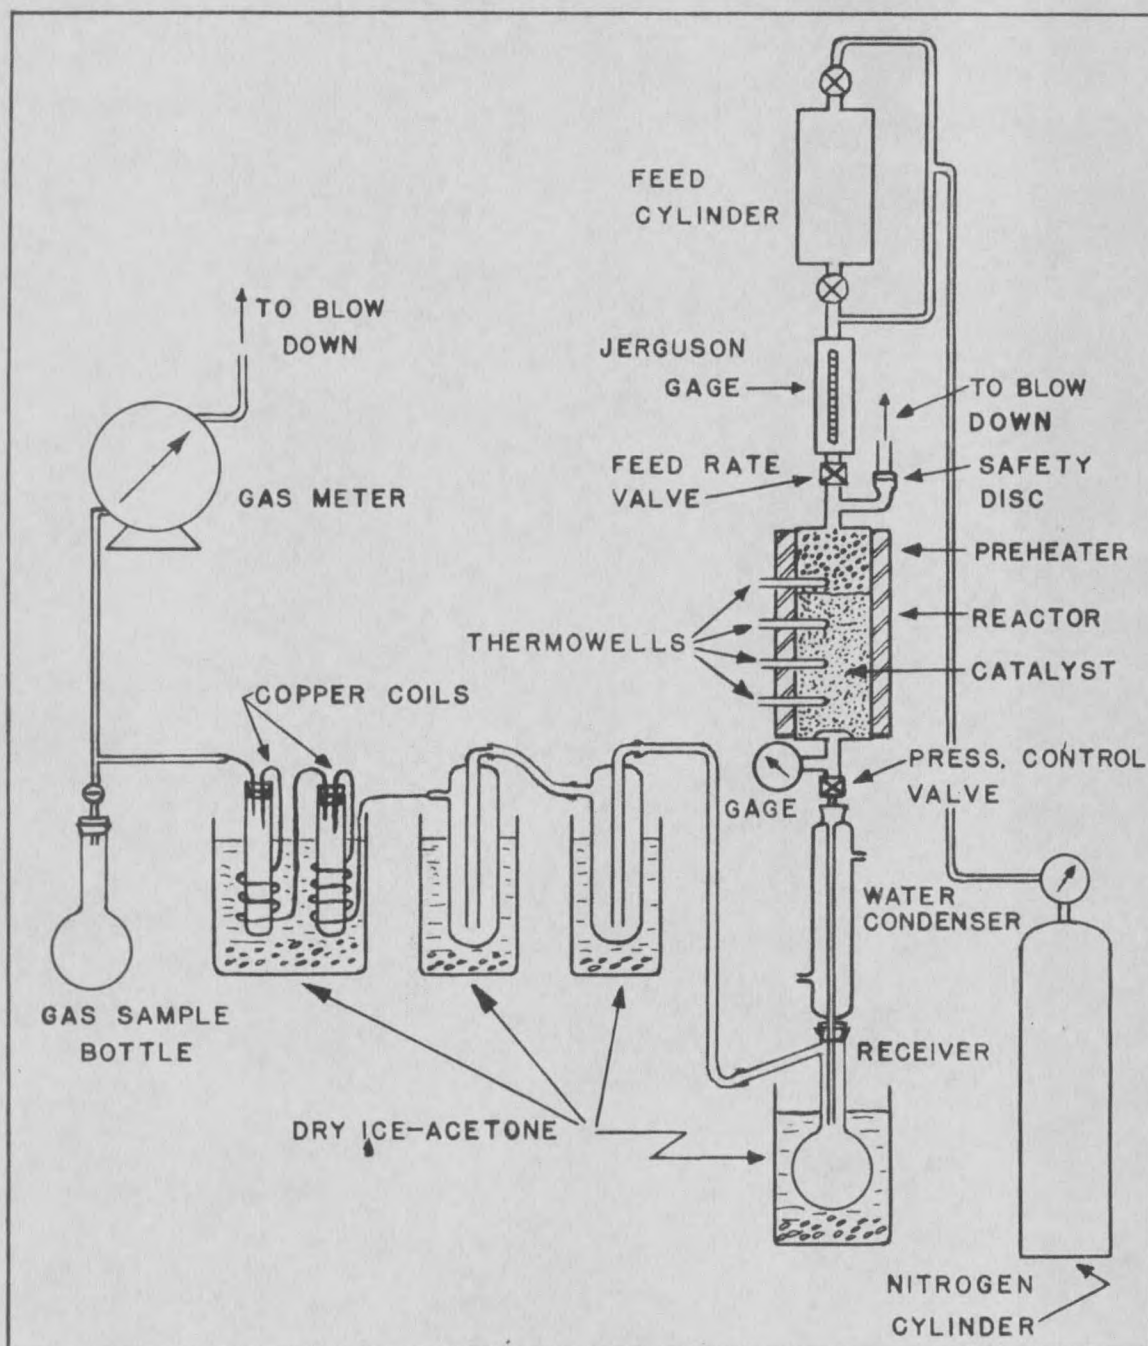 FEED
CYLINDER
TO BLOW
DOWN
JERGUSON
GAGE
TO BLOW
DOWN
FEED RATE
VALVE
SAFETY
DISC
GAS METER
PREHEATER
REACTOR
THERMOWELLS
CATALYST
COPPER COILS
PRESS. CONTROL
VALVE
GAGE
WATER
CONDENSER
GAS SAMPLE
BOTTLE
RECEIVER
DRY ICE-ACETONE
NITROGEN
CYLINDER